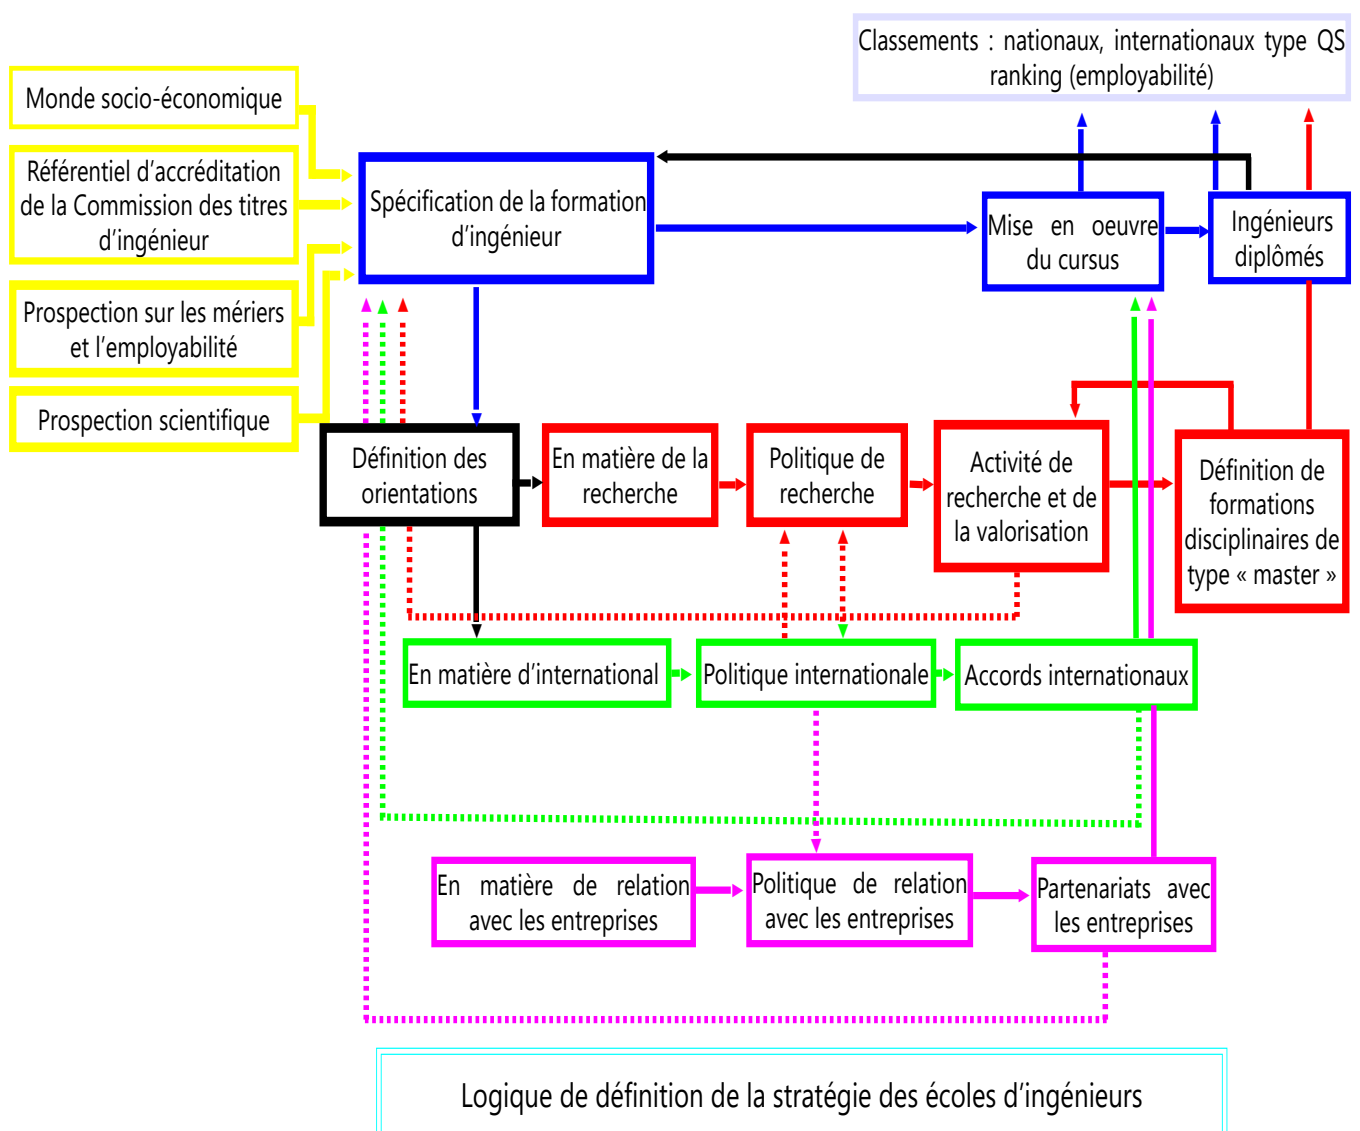 Classements : nationaux, internationaux type QS
ranking (employabilité)
Monde socio-économique
Référentiel d'accréditation
de la Commission des titres
d'ingénieur
Prospection sur les mériers
et l'employabilité
Prospection scientifique
Spécification de la formation
d'ingénieur
Mise en oeuvre
du cursus
Ingénieurs
diplômés
Définition des
orientations
En matière de la
recherche
Politique de
recherche
Activité de
recherche et de
la valorisation
Définition de
formations
disciplinaires de
type « master »
En matière d'international
Politique internationale
Accords internationaux
En matière de relation
avec les entreprises
Politique de relation
avec les entreprises
Partenariats avec
les entreprises
Logique de définition de la stratégie des écoles d'ingénieurs